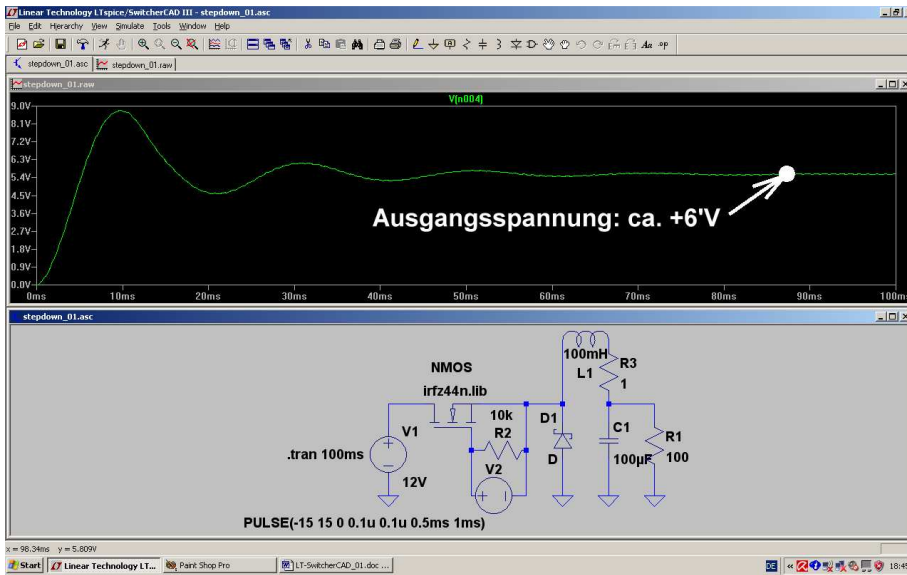 Linear Technology LTspice/SwitcherCAD III - stepdown_01.asc
File Edit Hierarchy View Simulate Tools Window Help
stepdown_01.asc stepdown_01.raw
stepdown_01.raw
V(n004)
9.0V
8.1V
7.2V
6.3V
5.4V
4.5V
3.6V
2.7V
1.8V
0.9V
0.0V
Ausgangsspannung: ca. +6'V
0ms 10ms 20ms 30ms 40ms 50ms 60ms 70ms 80ms 90ms 100ms
stepdown_01.asc
NMOS
irfz44n.lib
100mH
L1
R3
1
10k
R2
D1
D
C1
100µF
R1
100
V1
.tran 100ms
12V
V2
PULSE(-15 15 0 0.1u 0.1u 0.5ms 1ms)
x = 98.34ms y = 5.809V
Start Linear Technology LT... Paint Shop Pro LT-SwitcherCAD_01.doc ... DE 18:45